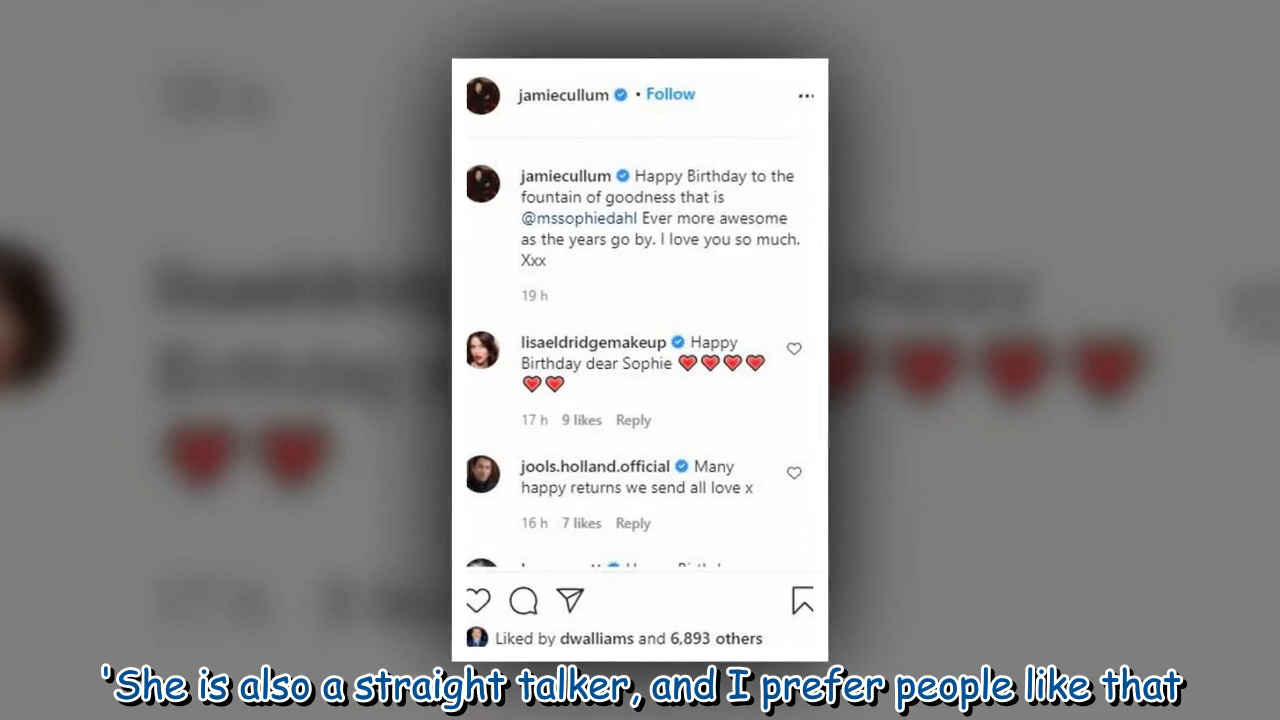 jamiecullum • Follow
jamiecullum Happy Birthday to the
fountain of goodness that is
@mssophiedahl Ever more awesome
as the years go by. I love you so much.
Xxx
19 h
lisaeldridgemakeup Happy
Birthday dear Sophie ❤️❤️❤️❤️
❤️❤️
17 h 9 likes Reply
jools.holland.official Many
happy returns we send all love x
16 h 7 likes Reply
Liked by dwalliams and 6,893 others
'She is also a straight talker, and I prefer people like that